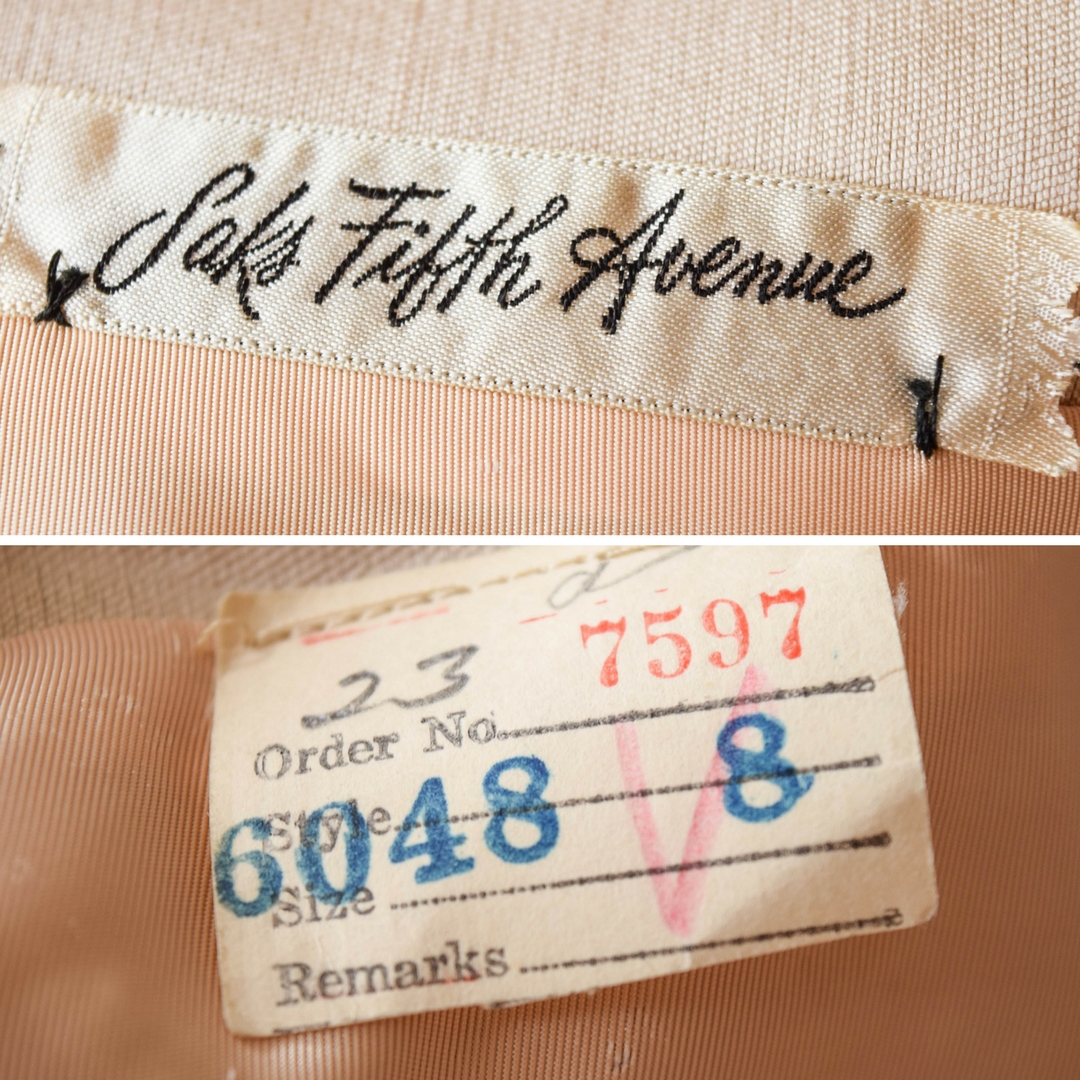 Saks Fifth Avenue
7597
23
Order No.
6048 8
Style
Size
Remarks